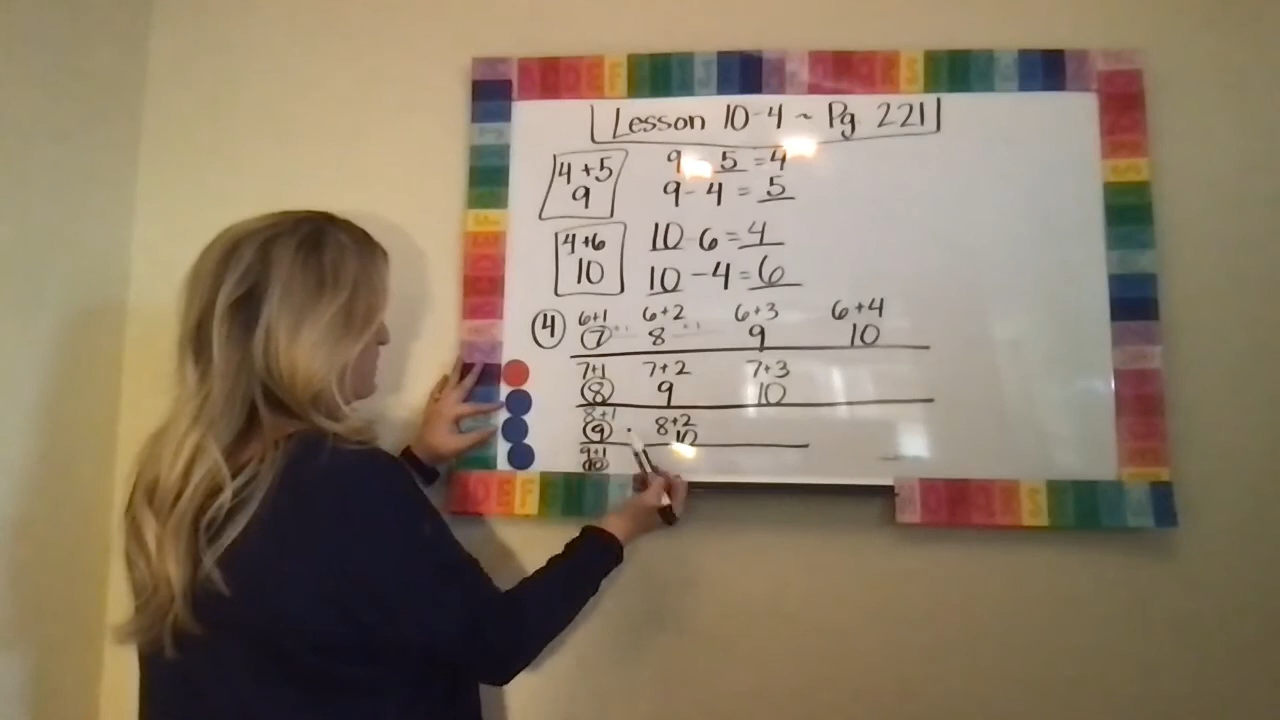 Lesson 10-4 ~ Pg 221
4+5
9
9 5 = 4
9 - 4 = 5
4+6
10
10 6 = 4
10 - 4 = 6
4
6+1 6+2 6+3 6+4
7 +1 8 +1 9 10
7+1 7+2 7+3
8 9 10
8+1 8+2
9 10
9+1
10